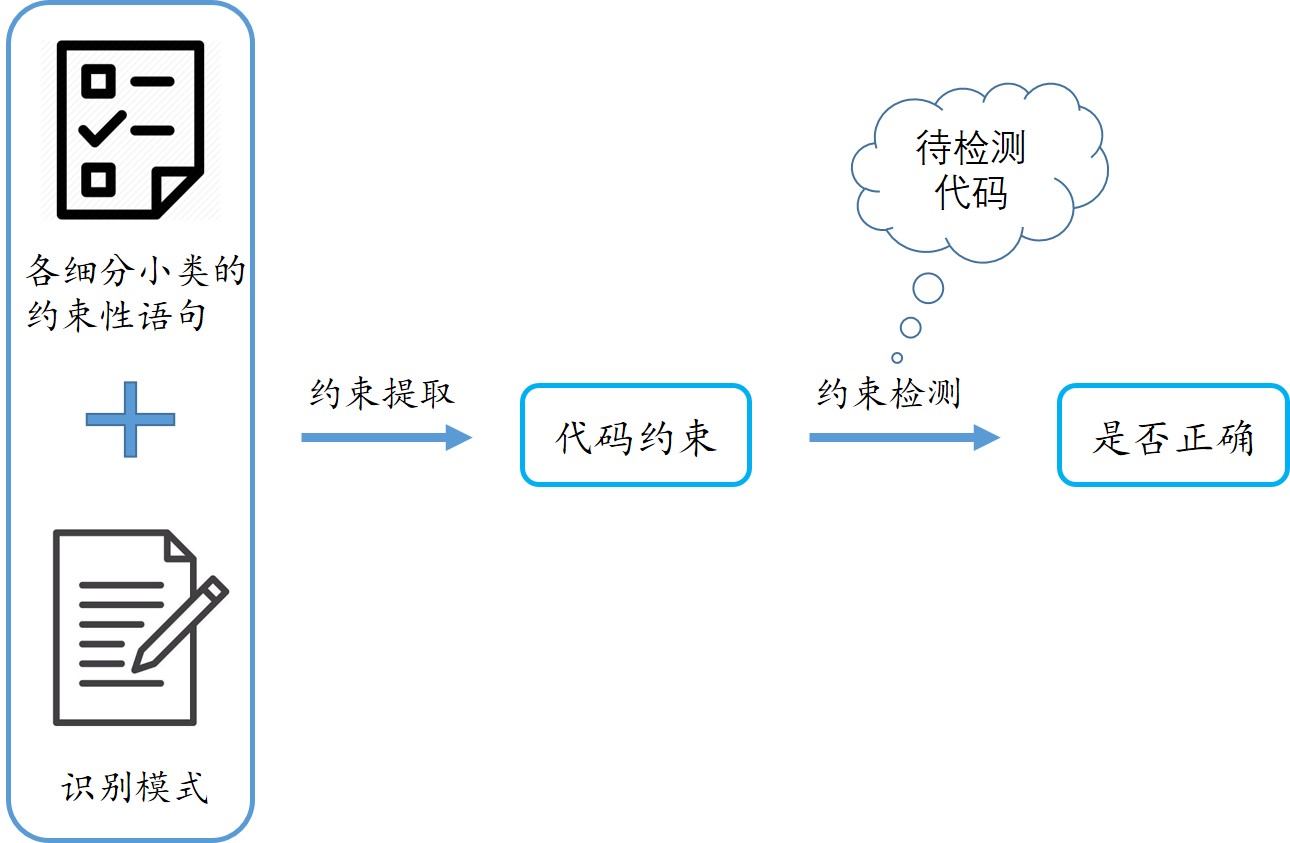 各细分小类的
约束性语句
识别模式
约束提取
代码约束
待检测
代码
约束检测
是否正确